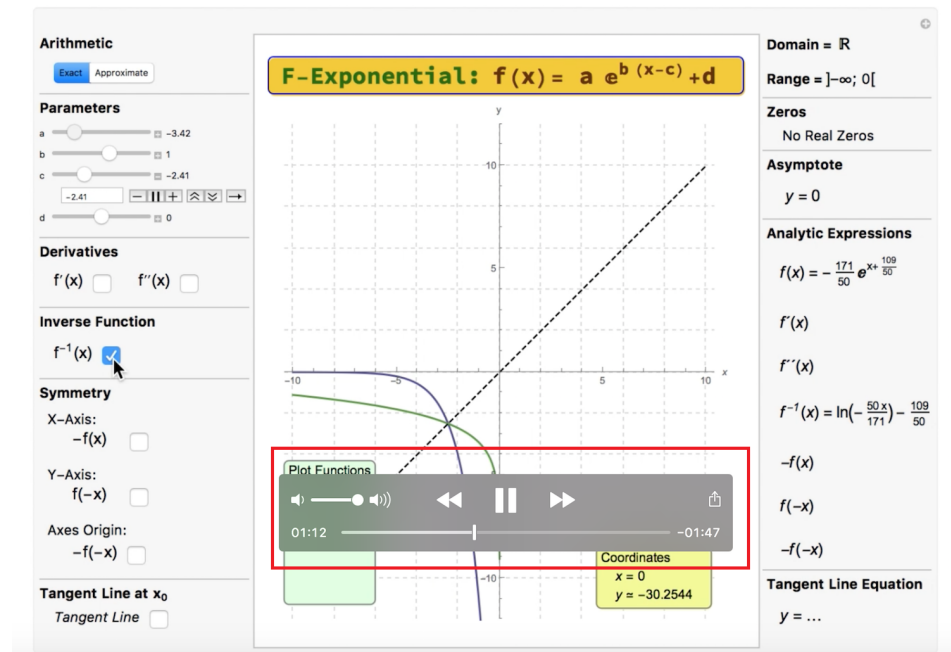 Arithmetic
Exact Approximate
Parameters
a -3.42
b 1
c -2.41
-2.41
d 0
Derivatives
f′(x) f″(x)
Inverse Function
f⁻¹(x)
Symmetry
X-Axis:
-f(x)
Y-Axis:
f(-x)
Axes Origin:
-f(-x)
Tangent Line at x₀
Tangent Line
F-Exponential: f(x)= a e^b (x-c) +d
y
10
5
-10 -5 5 10 x
Plot Functions
01:12 -01:47
Coordinates
-10
x = 0
y ≃ -30.2544
Domain = ℝ
Range = ]-∞; 0[
Zeros
No Real Zeros
Asymptote
y = 0
Analytic Expressions
f(x) = - 171/50 e^x+ 109/50
f′(x)
f′′(x)
f⁻¹(x) = ln(- 50 x/171) - 109/50
-f(x)
f(-x)
-f(-x)
Tangent Line Equation
y = ...